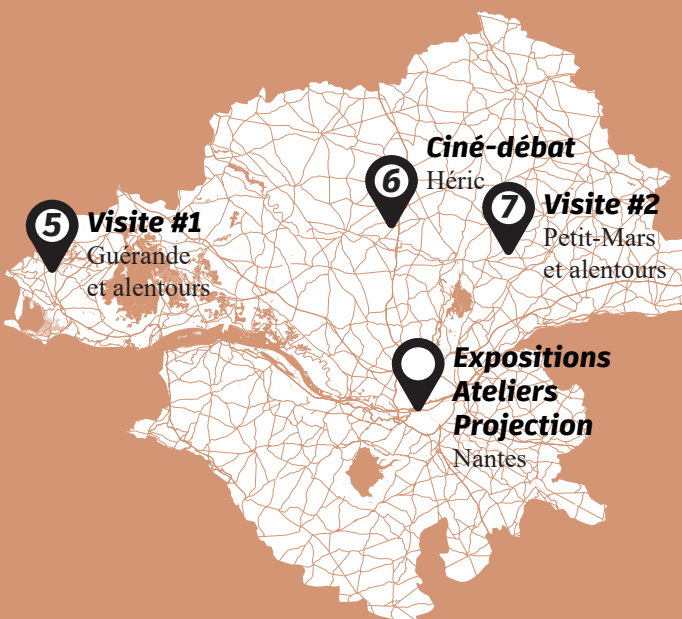 Ciné-débat
6
Héric
7
Visite #2
Petit-Mars
et alentours
5
Visite #1
Guérande
et alentours
Expositions
Ateliers
Projection
Nantes